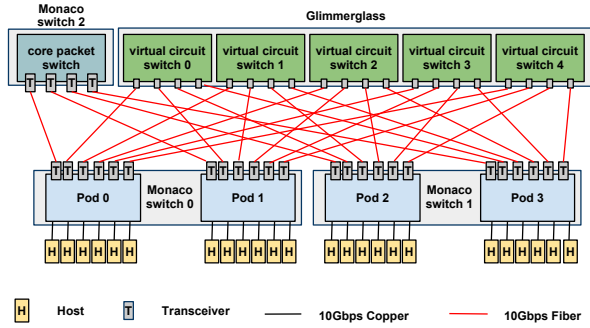 Monaco
switch 2
Glimmerglass
core packet
switch
virtual circuit
switch 0
virtual circuit
switch 1
virtual circuit
switch 2
virtual circuit
switch 3
virtual circuit
switch 4
T T T T
T T T T T T
T T T T T T
T T T T T T
T T T T T T
Pod 0
Monaco
switch 0
Pod 1
Pod 2
Monaco
switch 1
Pod 3
H H H H H H
H H H H H H
H H H H H H
H H H H H H
H Host
T Transceiver
10Gbps Copper
10Gbps Fiber